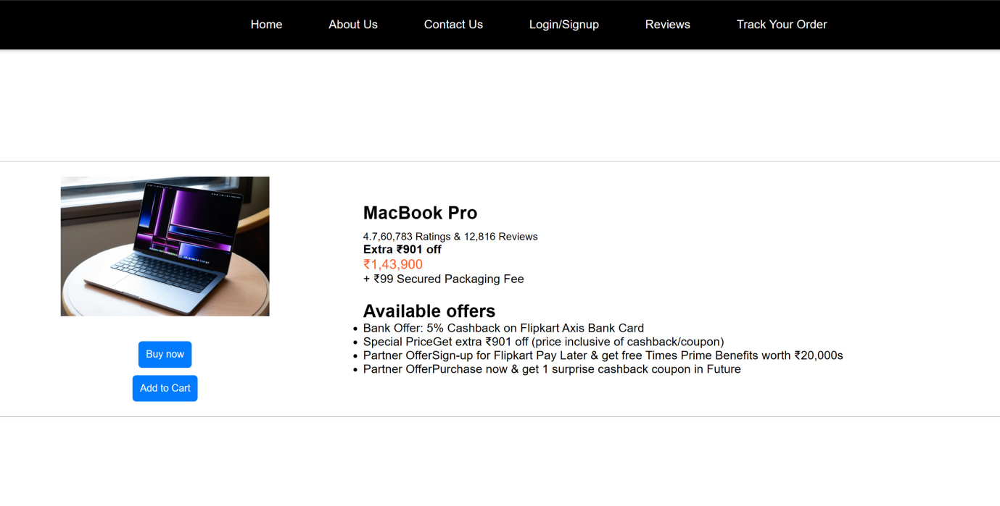 Home About Us Contact Us Login/Signup Reviews Track Your Order
MacBook Pro
4.7,60,783 Ratings & 12,816 Reviews
Extra ₹901 off
₹1,43,900
+ ₹99 Secured Packaging Fee
Available offers
Bank Offer: 5% Cashback on Flipkart Axis Bank Card
Special PriceGet extra ₹901 off (price inclusive of cashback/coupon)
Partner OfferSign-up for Flipkart Pay Later & get free Times Prime Benefits worth ₹20,000s
Partner OfferPurchase now & get 1 surprise cashback coupon in Future
Buy now
Add to Cart